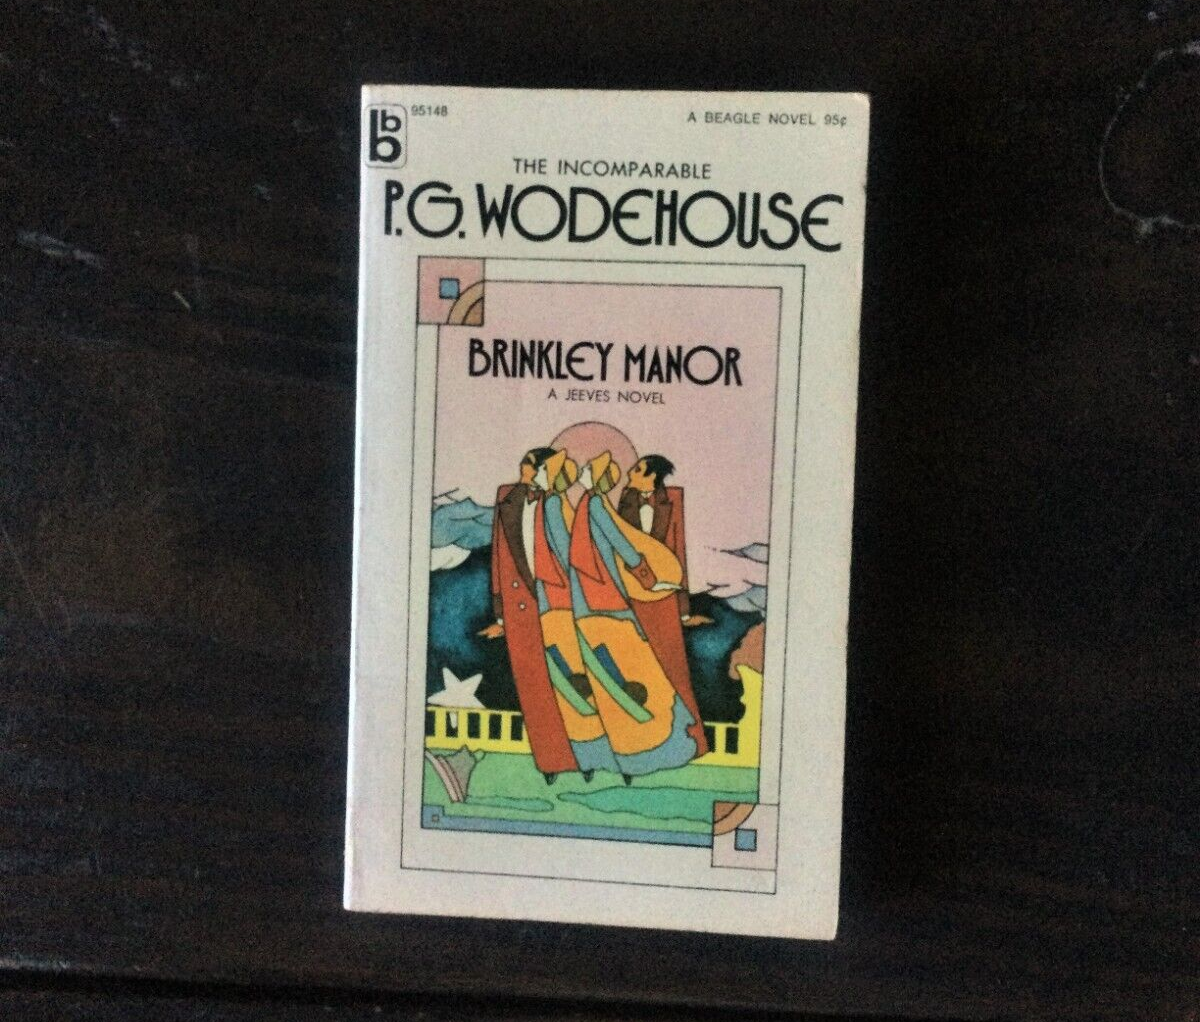 bb
95148
A BEAGLE NOVEL 95¢
THE INCOMPARABLE
P.G. WODEHOUSE
BRINKLEY MANOR
A JEEVES NOVEL